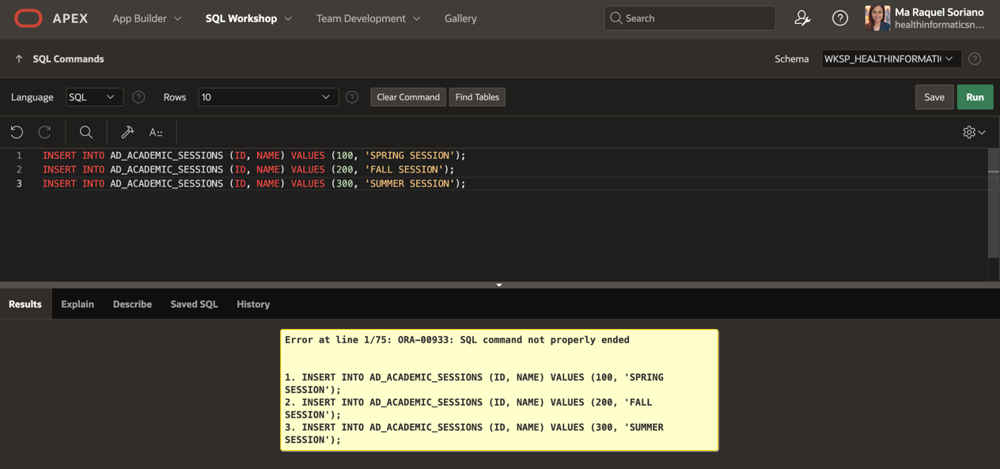 APEX App Builder SQL Workshop Team Development Gallery Search Ma Raquel Soriano
healthinformaticsn...
SQL Commands Schema WKSP_HEALTHINFORMATI
Language SQL Rows 10 Clear Command Find Tables Save Run
A::
1 INSERT INTO AD_ACADEMIC_SESSIONS (ID, NAME) VALUES (100, 'SPRING SESSION');
2 INSERT INTO AD_ACADEMIC_SESSIONS (ID, NAME) VALUES (200, 'FALL SESSION');
3 INSERT INTO AD_ACADEMIC_SESSIONS (ID, NAME) VALUES (300, 'SUMMER SESSION');
Results Explain Describe Saved SQL History
Error at line 1/75: ORA-00933: SQL command not properly ended
1. INSERT INTO AD_ACADEMIC_SESSIONS (ID, NAME) VALUES (100, 'SPRING
SESSION');
2. INSERT INTO AD_ACADEMIC_SESSIONS (ID, NAME) VALUES (200, 'FALL
SESSION');
3. INSERT INTO AD_ACADEMIC_SESSIONS (ID, NAME) VALUES (300, 'SUMMER
SESSION');